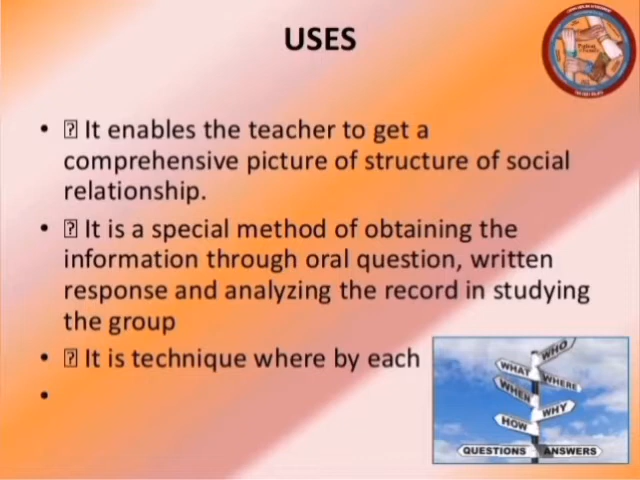 USES
• ⍰ It enables the teacher to get a
comprehensive picture of structure of social
relationship.
• ⍰ It is a special method of obtaining the
information through oral question, written
response and analyzing the record in studying
the group
• ⍰ It is technique where by each
•
WHO
WHAT
WHERE
WHEN
WHY
HOW
QUESTIONS ANSWERS